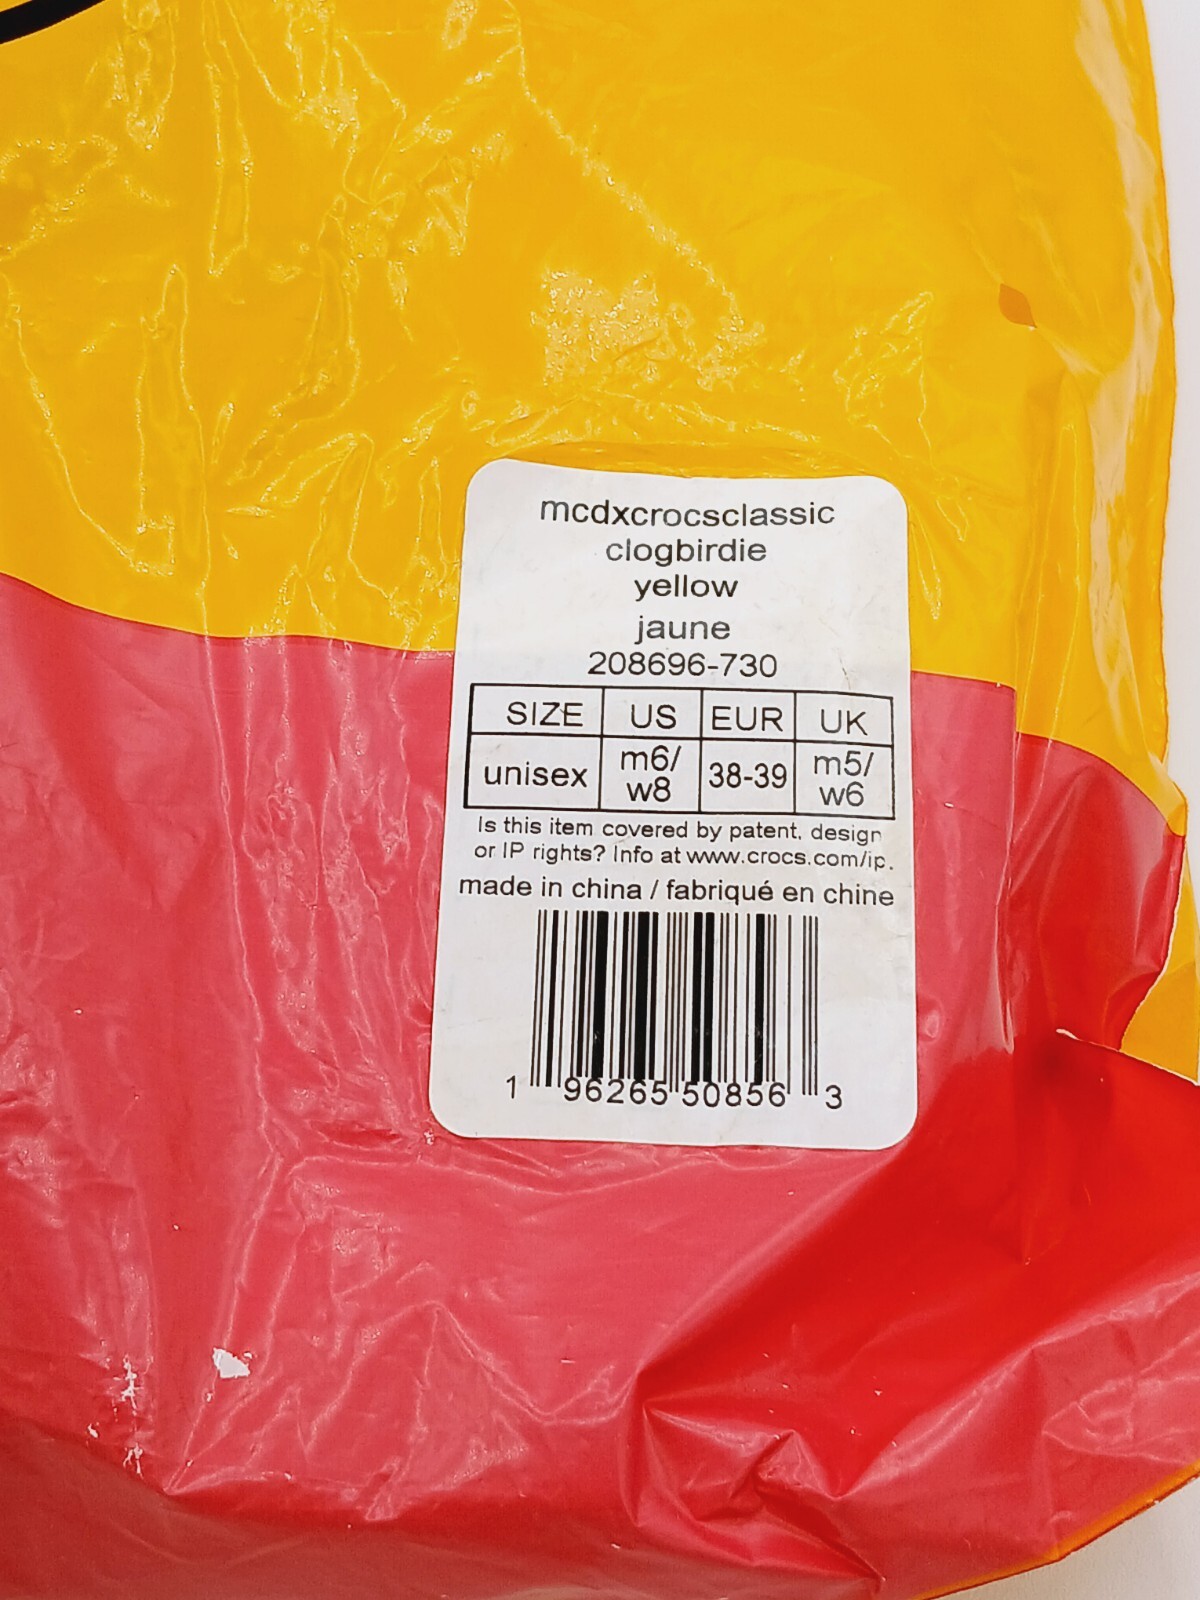 mcdxcrocsclassic
clogbirdie
yellow
jaune
208696-730
SIZE US EUR UK
unisex m6/ w8 38-39 m5/ w6
Is this item covered by patent, design
or IP rights? Info at www.crocs.com/ip.
made in china / fabriqué en chine
1 96265 50856 3